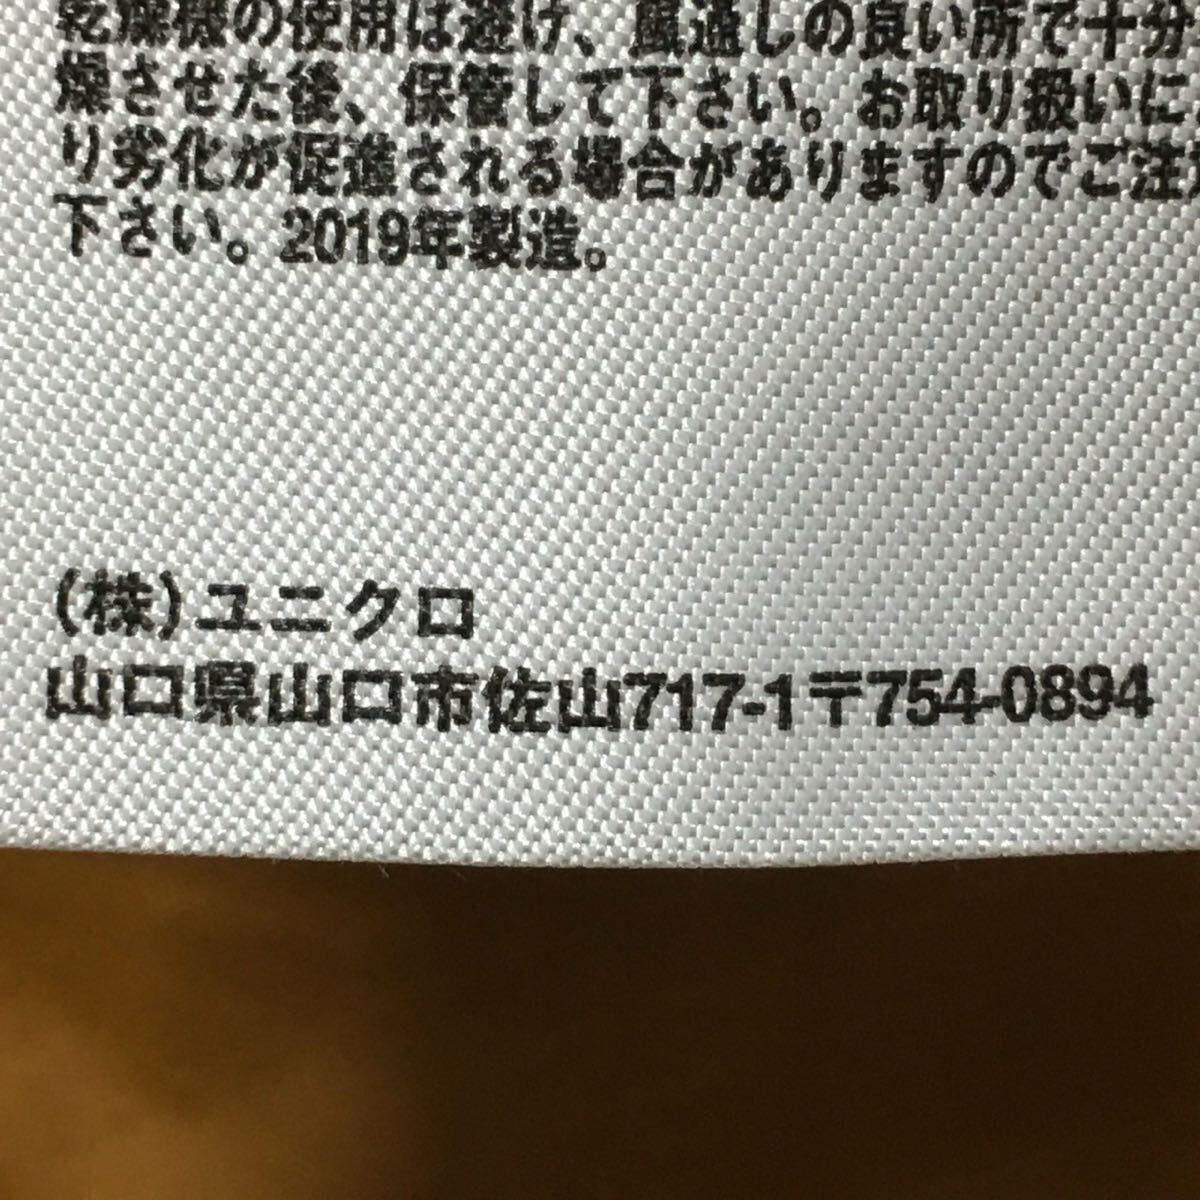 乾燥機の使用は避け、風通しの良い所で十分
燥させた後、保管して下さい。お取り扱いに
り劣化が促進される場合がありますのでご注
下さい。2019年製造。
(株)ユニクロ
山口県山口市佐山717-1〒754-0894